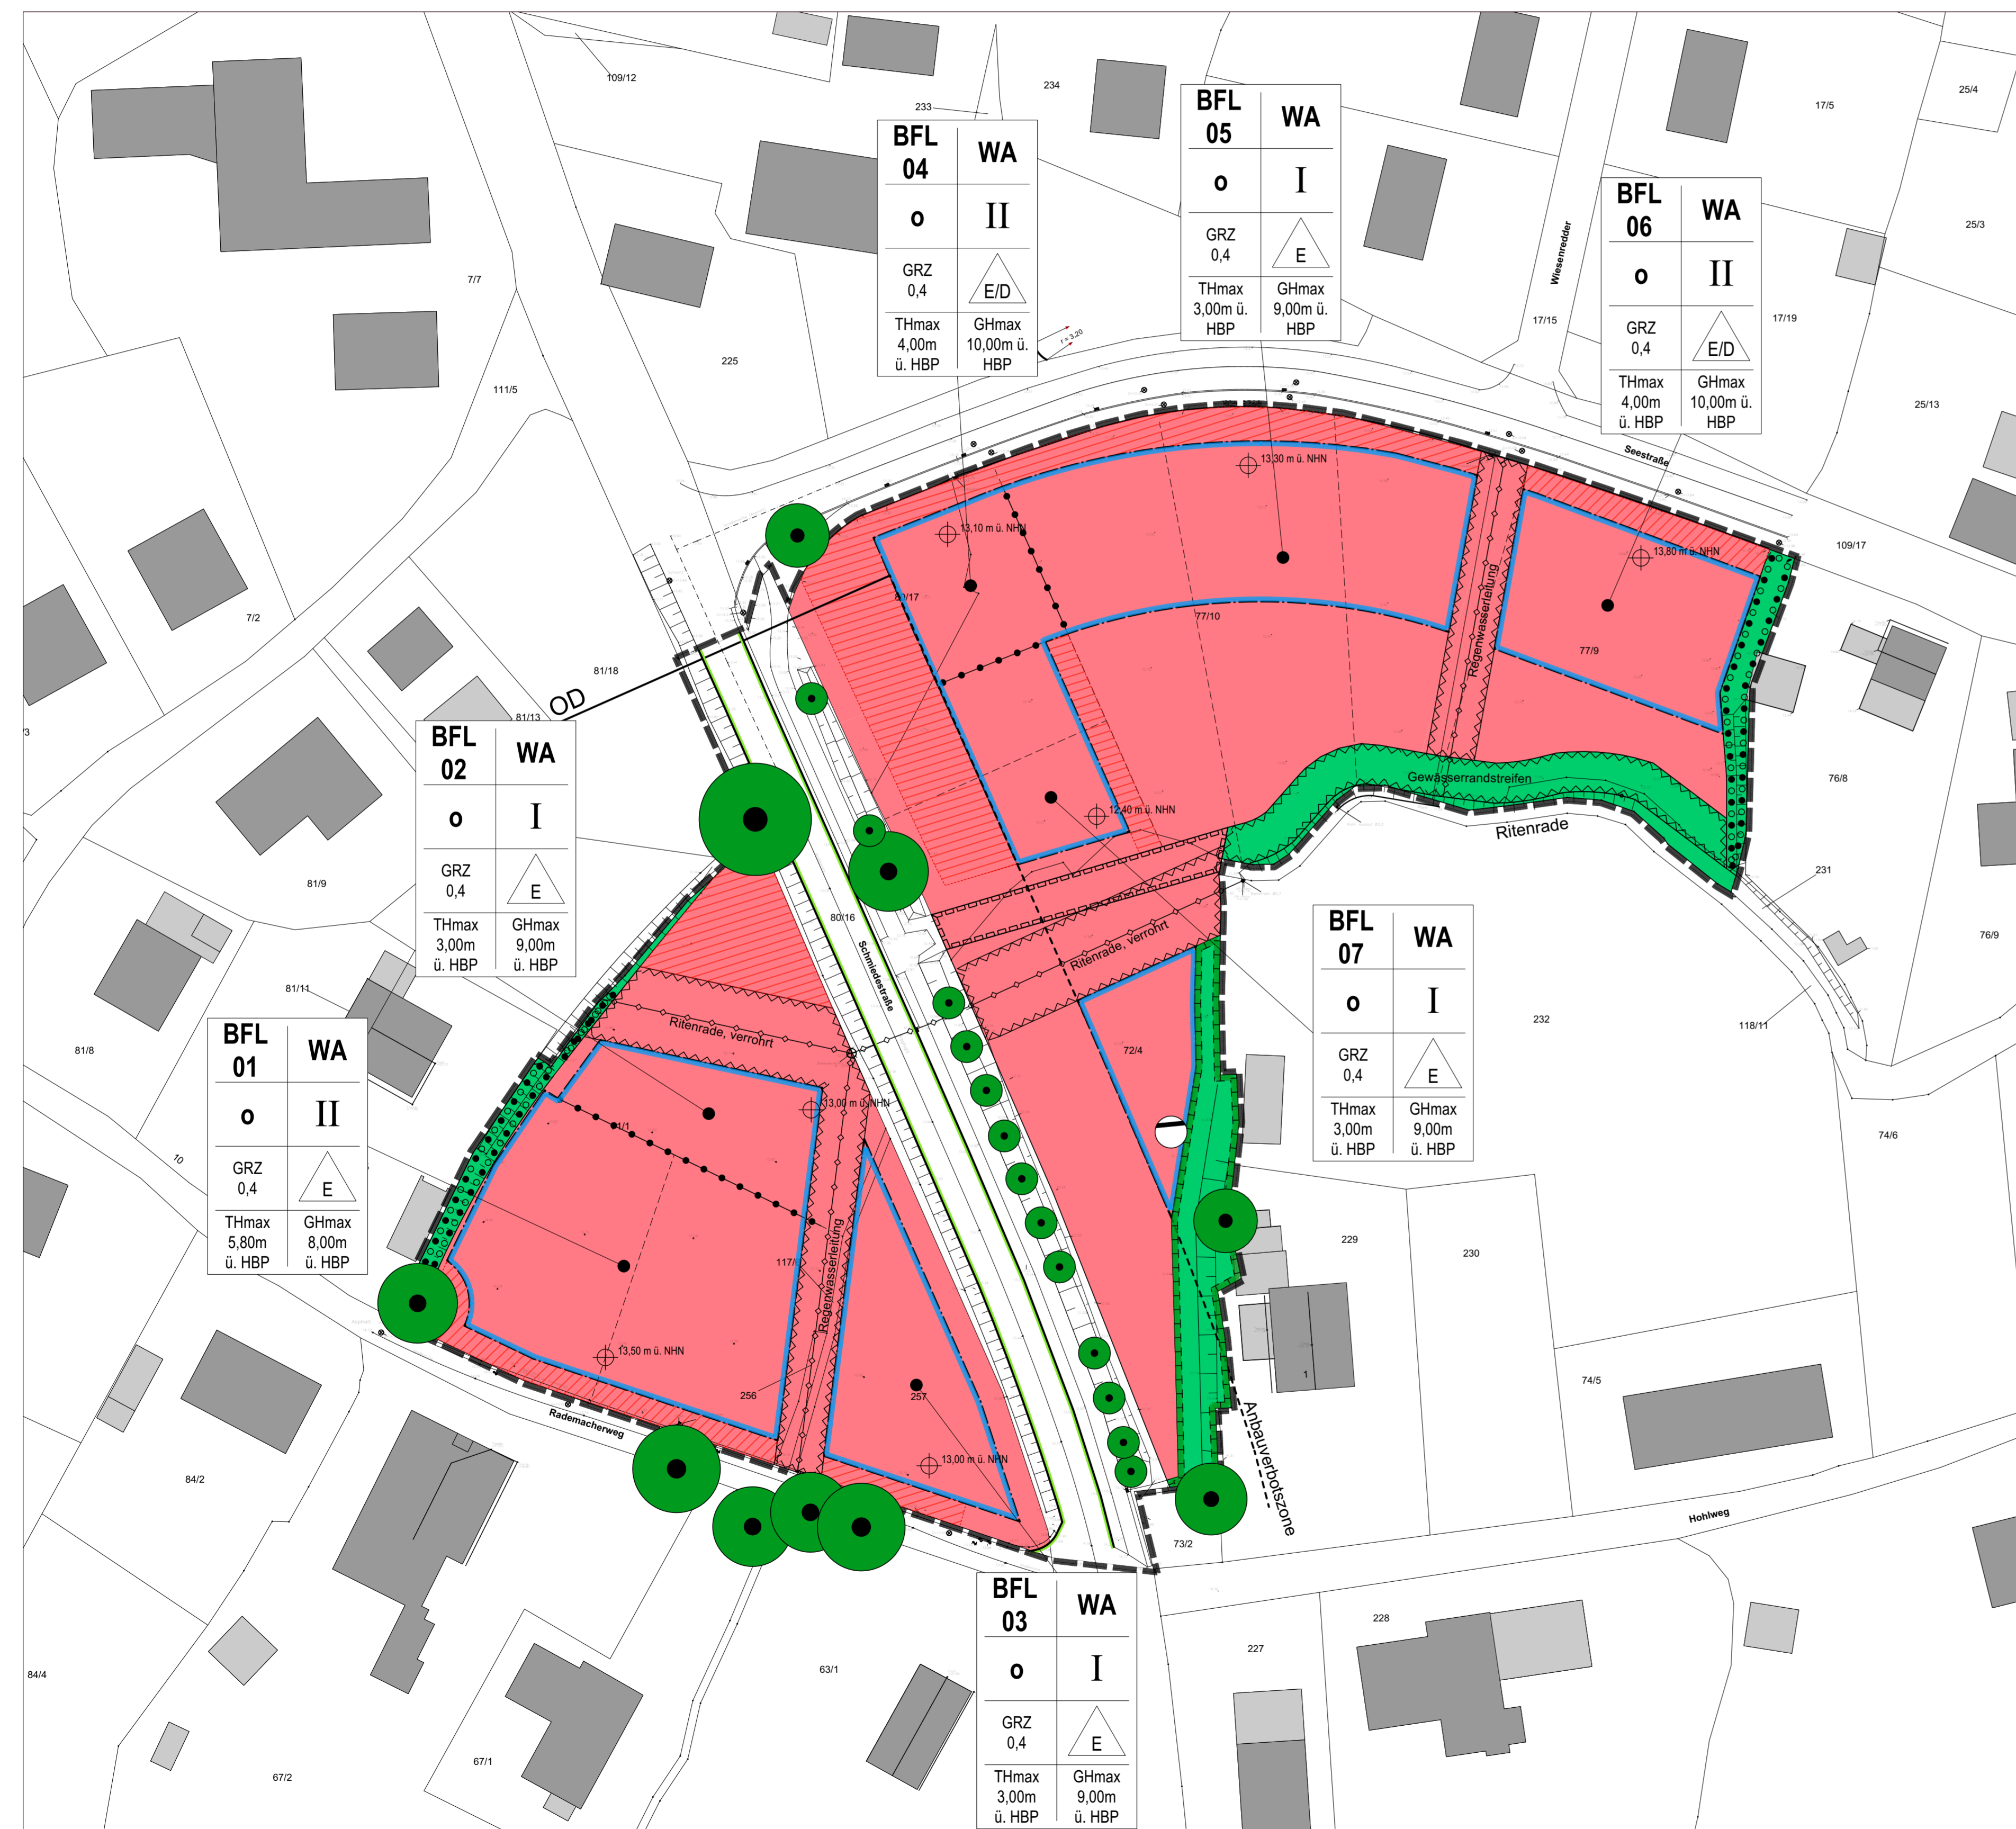 109/12
233
234
17/5
25/4
BFL 04 WA
o II
GRZ 0,4 E/D
THmax 4,00m ü. HBP
GHmax 10,00m ü. HBP
BFL 05 WA
o I
GRZ 0,4 E
THmax 3,00m ü. HBP
GHmax 9,00m ü. HBP
BFL 06 WA
o II
GRZ 0,4 E/D
THmax 4,00m ü. HBP
GHmax 10,00m ü. HBP
25/3
Wiesenredder
7/7
17/15
17/19
r = 3.20
225
111/5
25/13
Seestraße
13,30 m ü. NHN
13,10 m ü. NHN
13,80 m ü. NHN
109/17
7/2
77/10
Regenwasserleitung
77/9
81/18
OD
81/13
BFL 02 WA
o I
GRZ 0,4 E
THmax 3,00m ü. HBP
GHmax 9,00m ü. HBP
Gewässerrandstreifen
76/8
12,40 m ü. NHN
Ritenrade
231
81/9
80/16
Schmiedestraße
Ritenrade, verrohrt
76/9
BFL 07 WA
o I
GRZ 0,4 E
THmax 3,00m ü. HBP
GHmax 9,00m ü. HBP
81/11
81/8
BFL 01 WA
o II
GRZ 0,4 E
THmax 5,80m ü. HBP
GHmax 8,00m ü. HBP
Ritenrade, verrohrt
232
118/11
72/4
13,00 m ü. NHN
74/6
10
229
230
Regenwasserleitung
13,50 m ü. NHN
1
74/5
256
257
Rademacherweg
Anbauverbotszone
13,00 m ü. NHN
84/2
Hohlweg
73/2
BFL 03 WA
o I
GRZ 0,4 E
THmax 3,00m ü. HBP
GHmax 9,00m ü. HBP
228
227
63/1
84/4
67/1
67/2